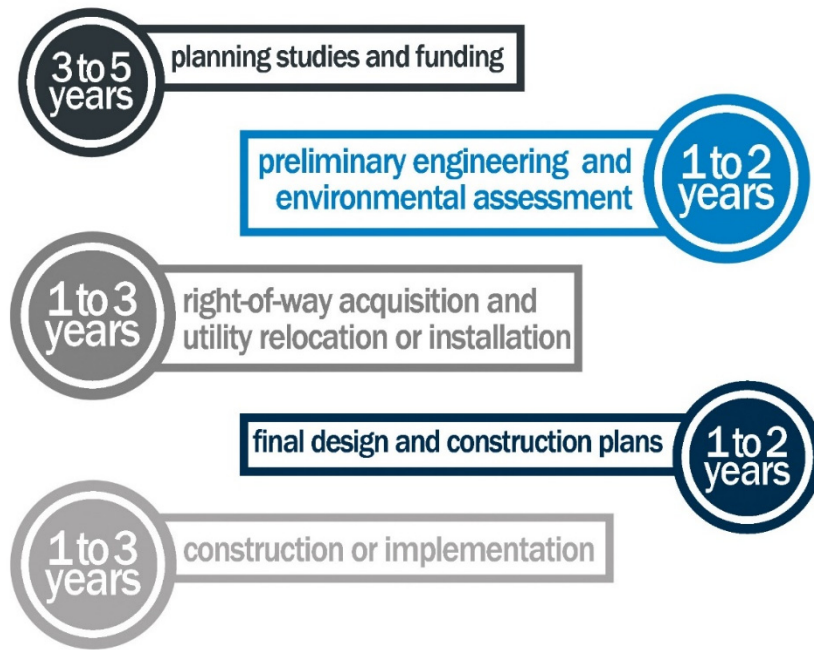 3 to 5
years
planning studies and funding
preliminary engineering and
environmental assessment
1 to 2
years
1 to 3
years
right-of-way acquisition and
utility relocation or installation
final design and construction plans
1 to 2
years
1 to 3
years
construction or implementation